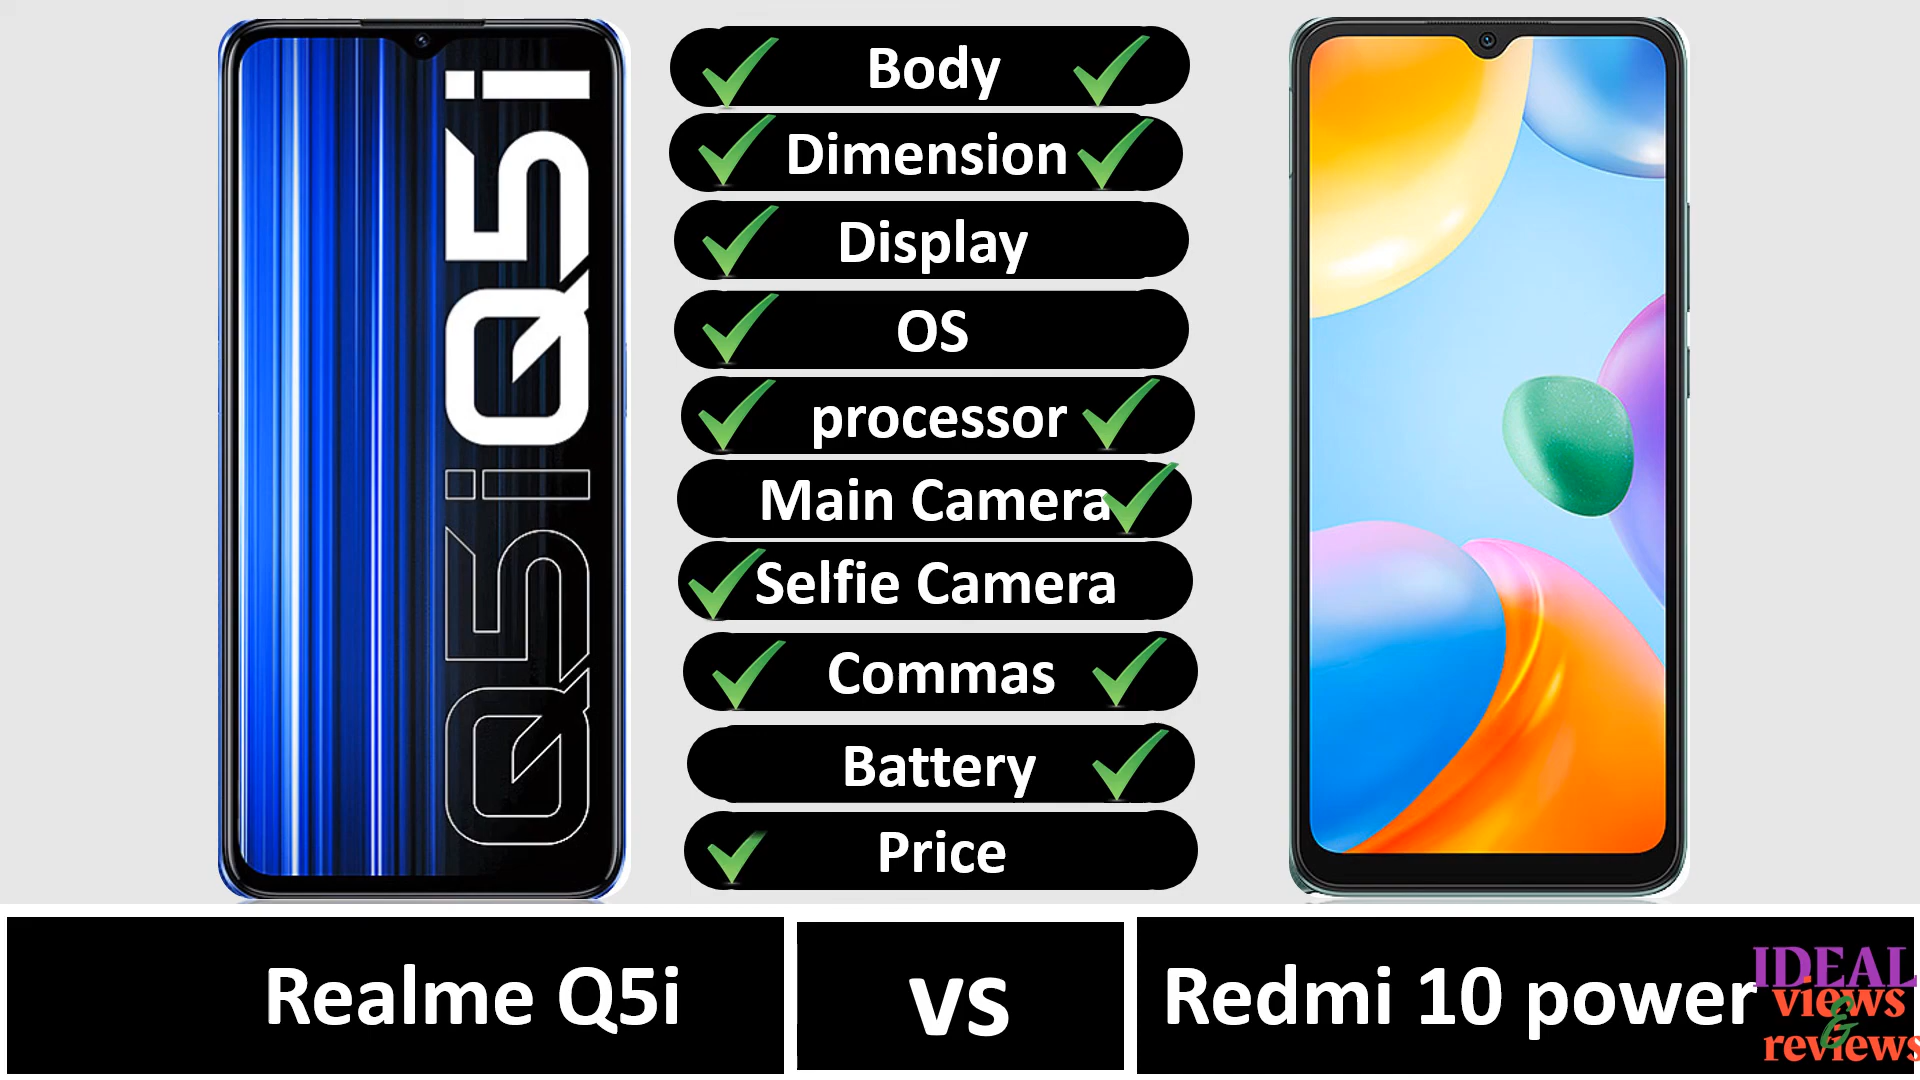 Q5i
Q5i
Body
Dimension
Display
OS
processor
Main Camera
Selfie Camera
Commas
Battery
Price
Realme Q5i
vs
Redmi 10 power
IDEAL
views
&
reviews